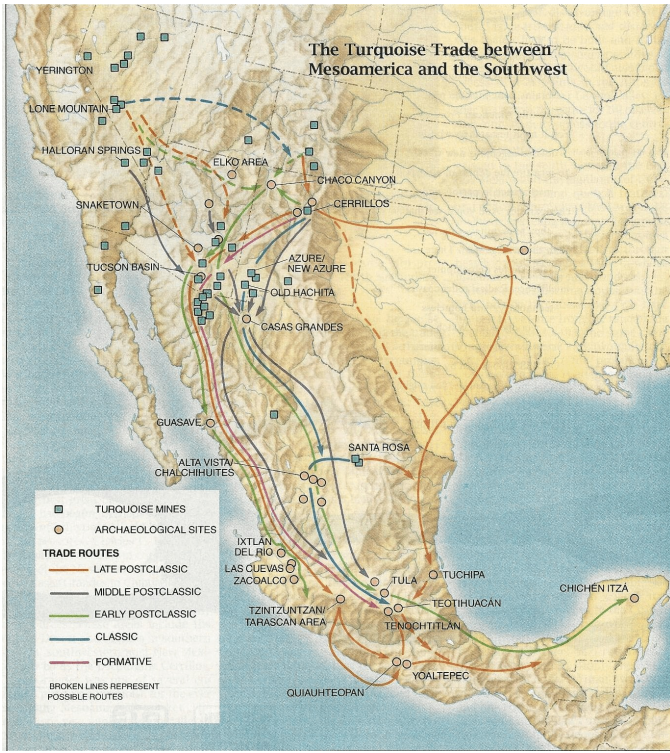 The Turquoise Trade between
Mesoamerica and the Southwest
YERINGTON
LONE MOUNTAIN
HALLORAN SPRINGS
ELKO AREA
CHACO CANYON
SNAKETOWN
CERRILLOS
TUCSON BASIN
AZURE/
NEW AZURE
OLD HACHITA
CASAS GRANDES
GUASAVE
SANTA ROSA
ALTA VISTA/
CHALCHIHUITES
IXTLÁN
DEL RÍO
LAS CUEVAS
ZACOALCO
TULA
TUCHIPA
CHICHÉN ITZÁ
TZINTZUNTZAN/
TARASCAN AREA
TEOTIHUACÁN
TENOCHTITLÁN
YOALTEPEC
QUIAUHTEOPAN
TURQUOISE MINES
ARCHAEOLOGICAL SITES
TRADE ROUTES
LATE POSTCLASSIC
MIDDLE POSTCLASSIC
EARLY POSTCLASSIC
CLASSIC
FORMATIVE
BROKEN LINES REPRESENT
POSSIBLE ROUTES